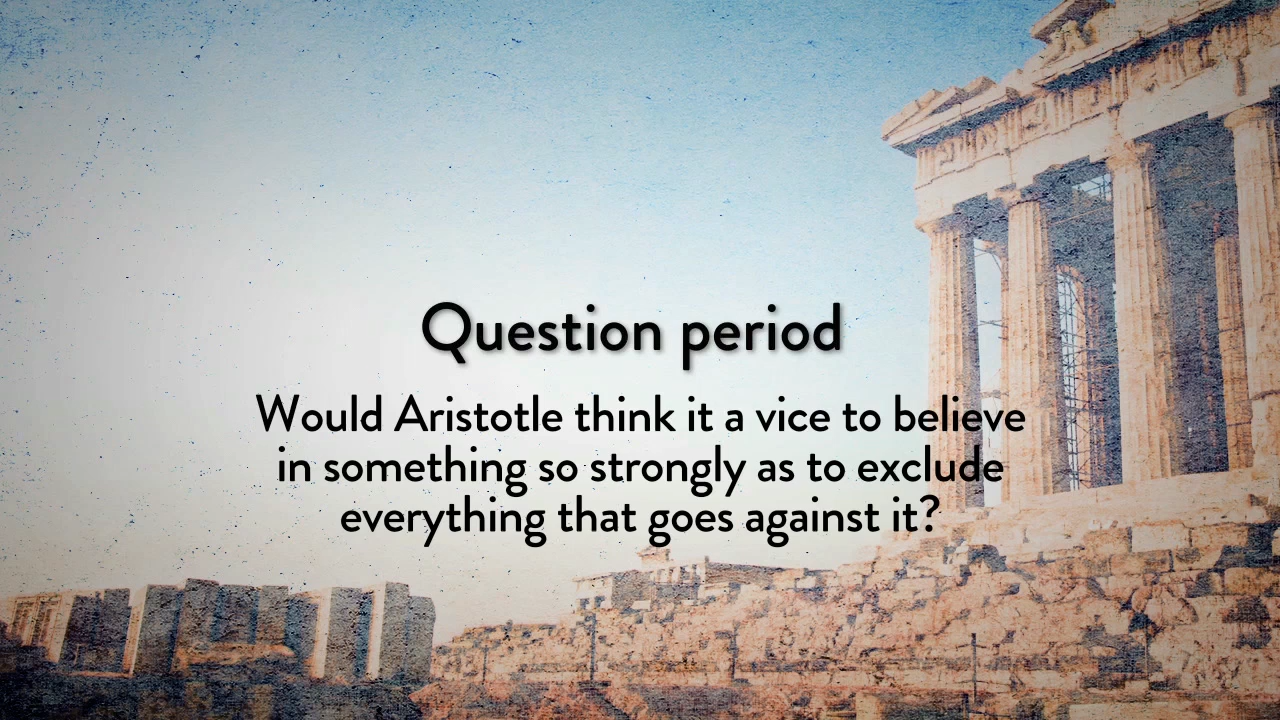 Question period
Would Aristotle think it a vice to believe
in something so strongly as to exclude
everything that goes against it?